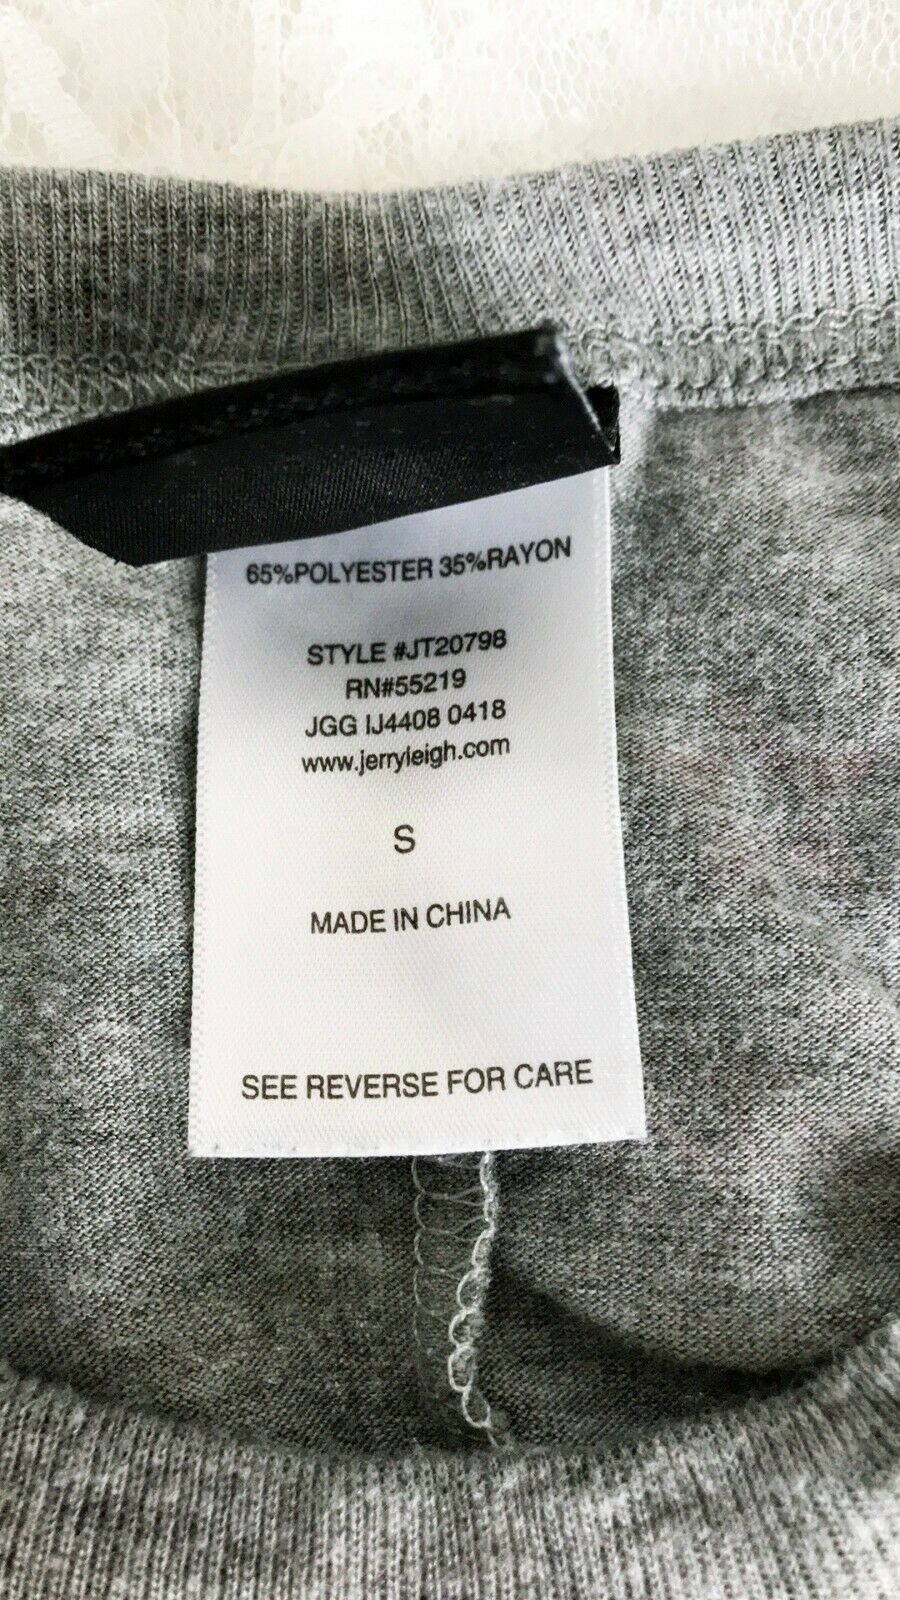 65%POLYESTER 35%RAYON
STYLE #JT20798
RN#55219
JGG IJ4408 0418
www.jerryleigh.com
S
MADE IN CHINA
SEE REVERSE FOR CARE